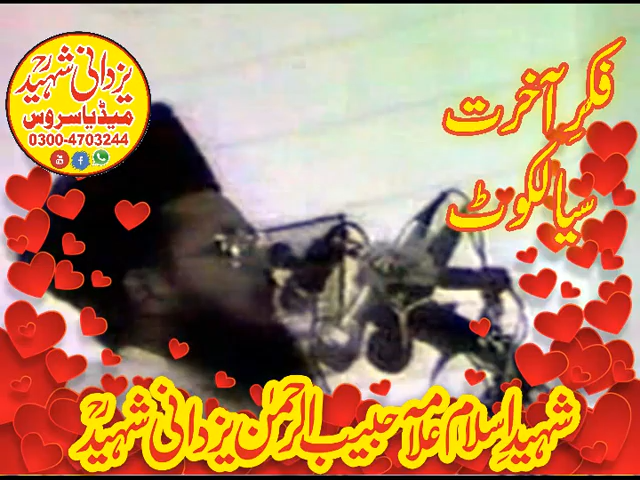 یزدانی شہیدؒ
میڈیا سروس
0300-4703244
فکرِ آخرت
سیالکوٹ
شہیدِ اسلام علامہ حبیب الرحمٰن یزدانی شہیدؒ